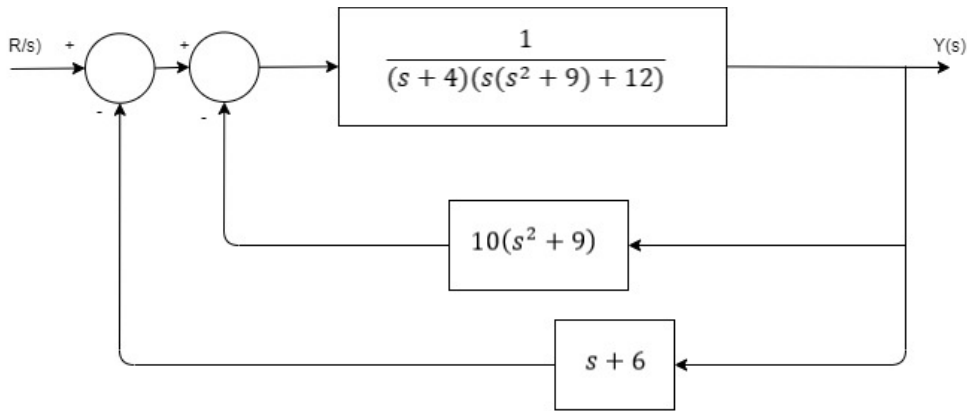 R/s) + + 1 Y(s)
(s + 4)(s(s² + 9) + 12)
- -
10(s² + 9)
s + 6